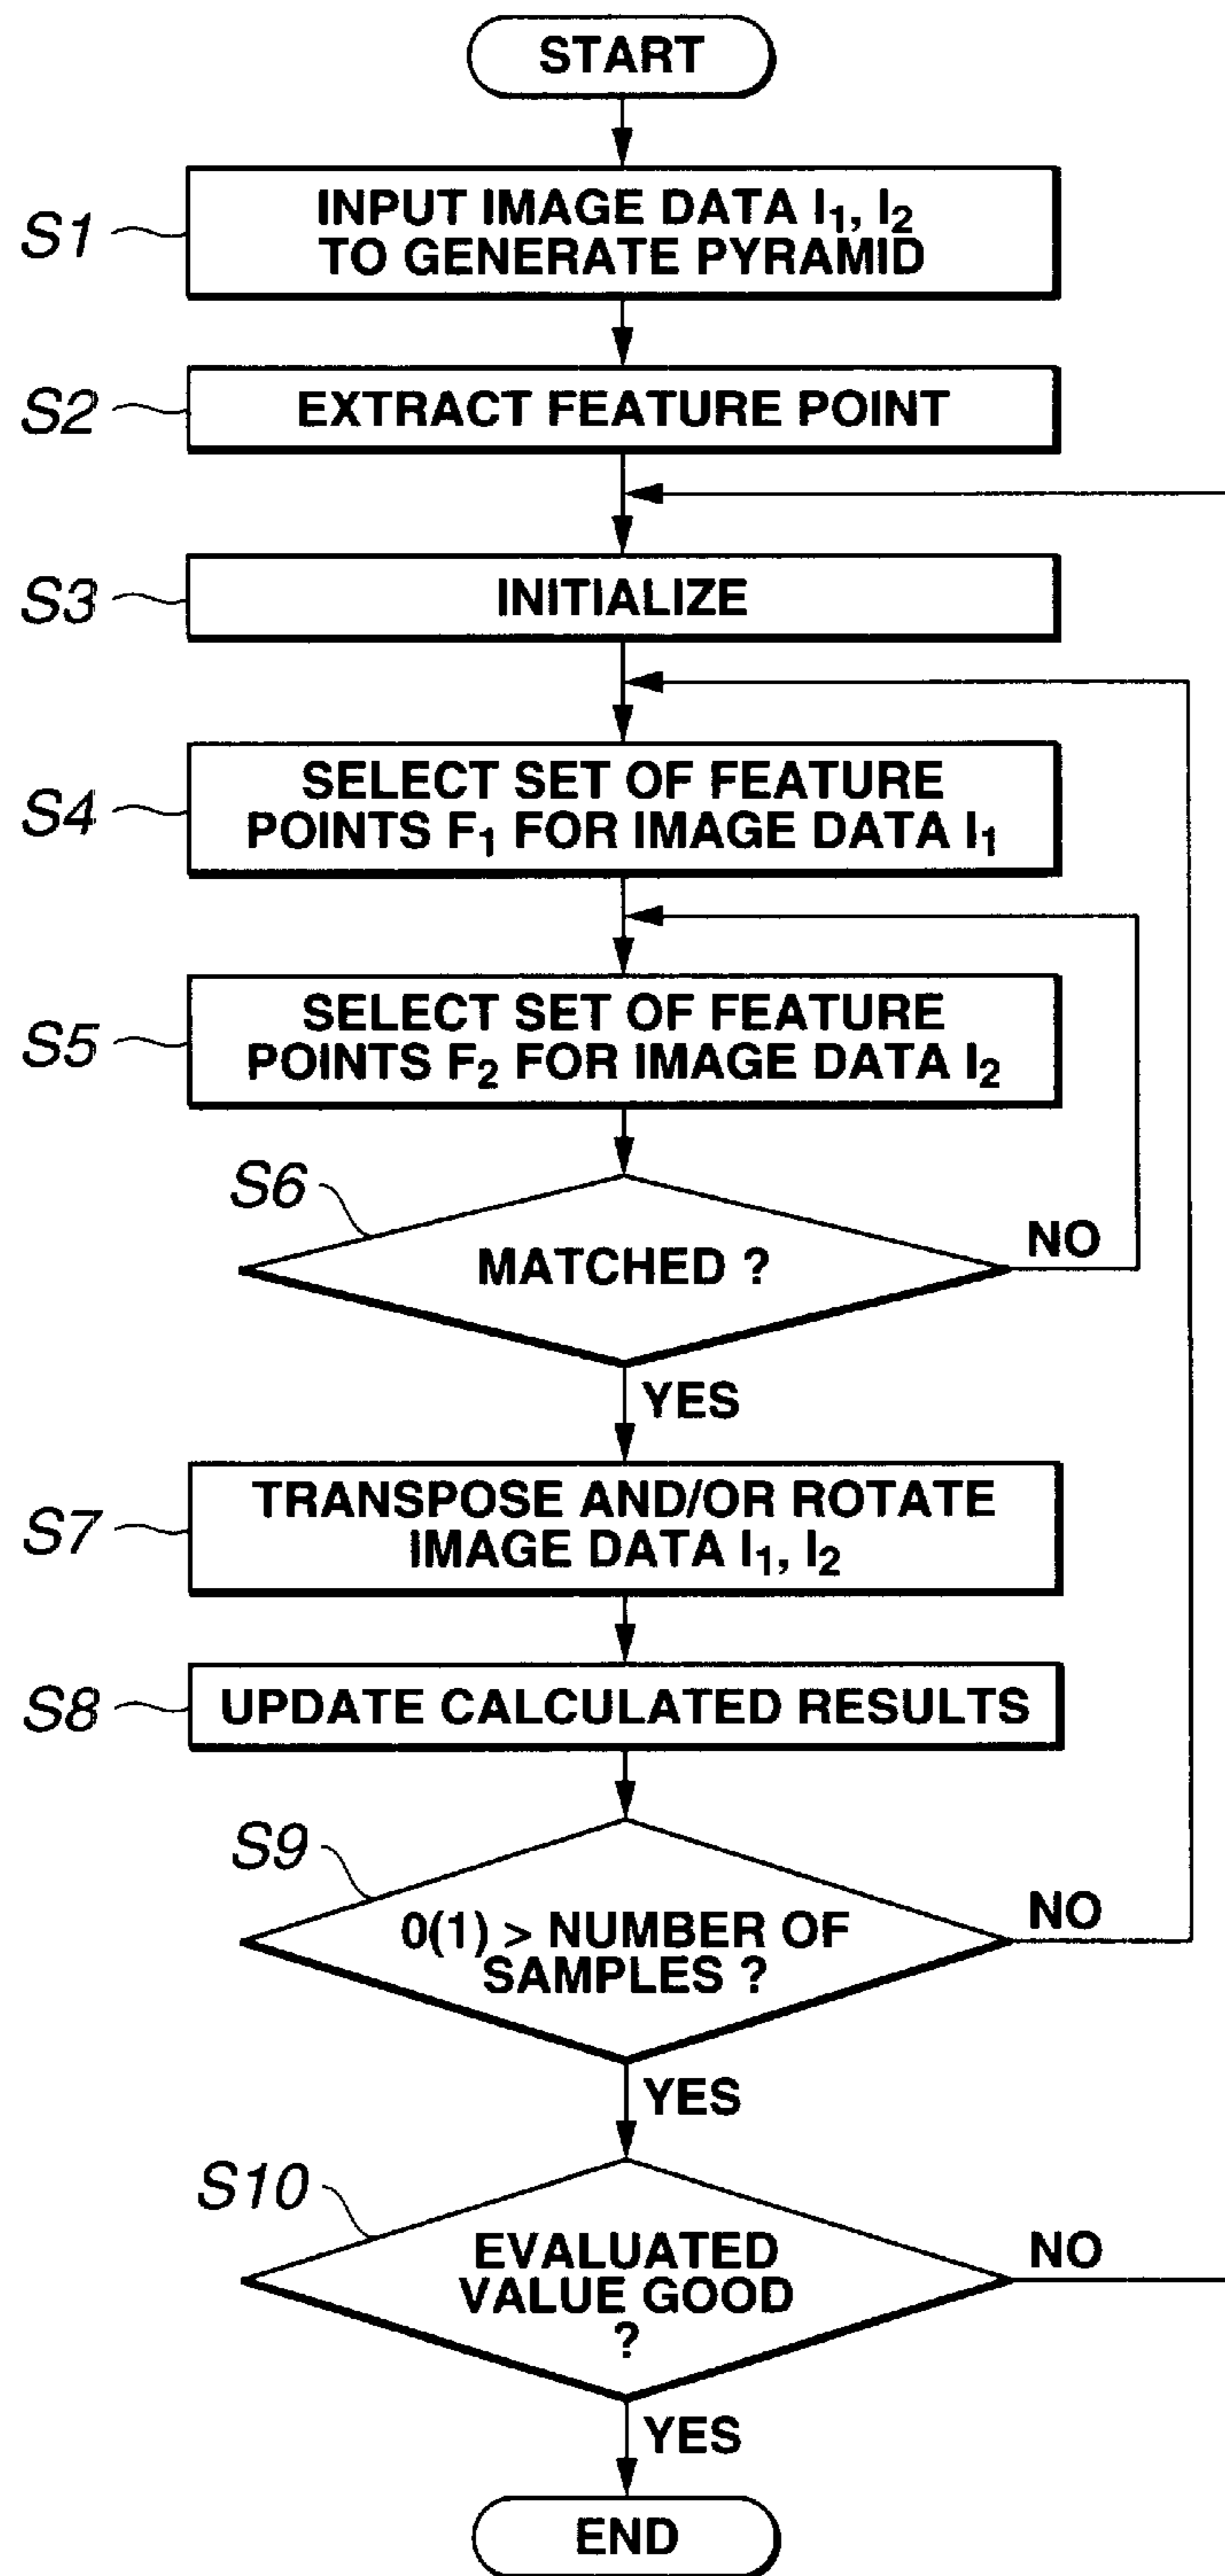 START
S1
INPUT IMAGE DATA I₁, I₂
TO GENERATE PYRAMID
S2
EXTRACT FEATURE POINT
S3
INITIALIZE
S4
SELECT SET OF FEATURE
POINTS F₁ FOR IMAGE DATA I₁
S5
SELECT SET OF FEATURE
POINTS F₂ FOR IMAGE DATA I₂
S6
MATCHED ?
NO
YES
S7
TRANSPOSE AND/OR ROTATE
IMAGE DATA I₁, I₂
S8
UPDATE CALCULATED RESULTS
S9
0(1) > NUMBER OF
SAMPLES ?
NO
YES
S10
EVALUATED
VALUE GOOD
?
NO
YES
END